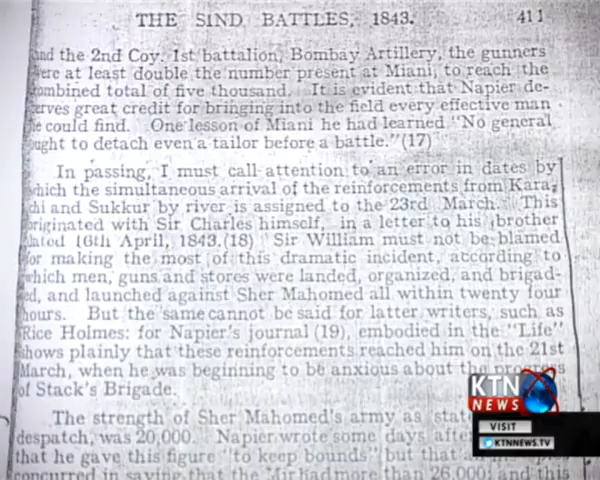 THE SIND BATTLES, 1843. 411
and the 2nd Coy. 1st battalion, Bombay Artillery, the gunners
were at least double the number present at Miani, to reach the
combined total of five thousand. It is evident that Napier de-
serves great credit for bringing into the field every effective man
he could find. One lesson of Miani he had learned "No general
ought to detach even a tailor before a battle."(17)
In passing, I must call attention to an error in dates by
which the simultaneous arrival of the reinforcements from Kara-
chi and Sukkur by river is assigned to the 23rd March. This
originated with Sir Charles himself, in a letter to his brother
dated 16th April, 1843.(18) Sir William must not be blamed
for making the most of this dramatic incident, according to
which men, guns and stores were landed, organized, and brigad-
ed, and launched against Sher Mahomed all within twenty four
hours. But the same cannot be said for latter writers, such as
Rice Holmes: for Napier's journal (19), embodied in the "Life"
shows plainly that these reinforcements reached him on the 21st
March, when he was beginning to be anxious about the
of Stack's Brigade.
The strength of Sher Mahomed's army as
despatch, was 20,000. Napier wrote some days
that he gave this figure "to keep bounds" but that
concurred in saying that the Mir had more than 26,000; and this
KTN
NEWS
VISIT
KTNNEWS.TV